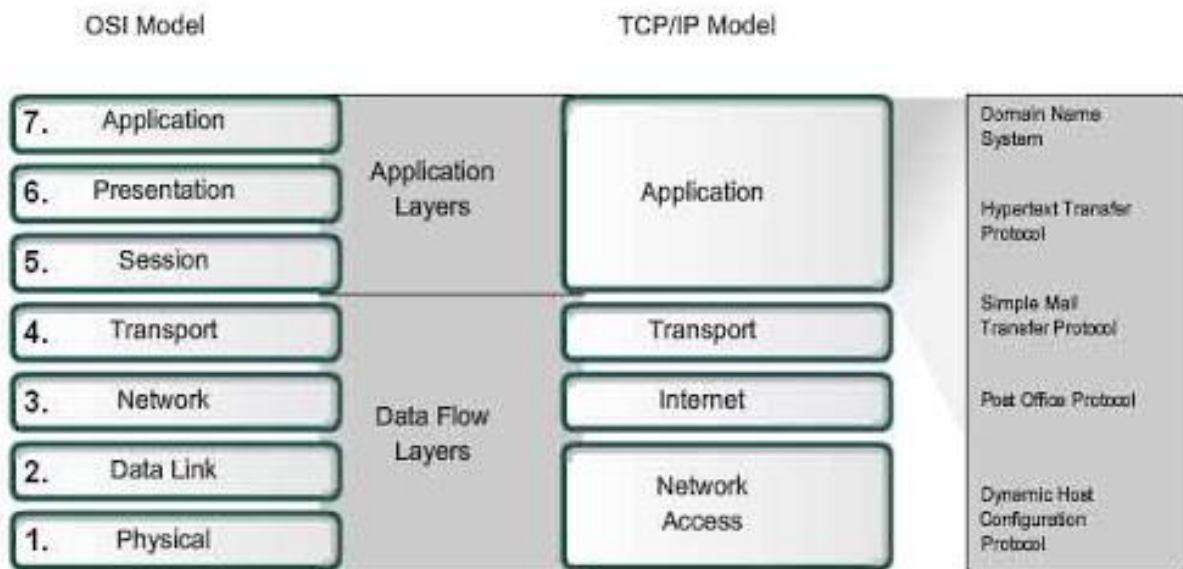 OSI Model
TCP/IP Model
7. Application
6. Presentation
5. Session
4. Transport
3. Network
2. Data Link
1. Physical
Application
Layers
Data Flow
Layers
Application
Transport
Internet
Network
Access
Domain Name
System
Hypertext Transfer
Protocol
Simple Mail
Transfer Protocol
Post Office Protocol
Dynamic Host
Configuration
Protocol